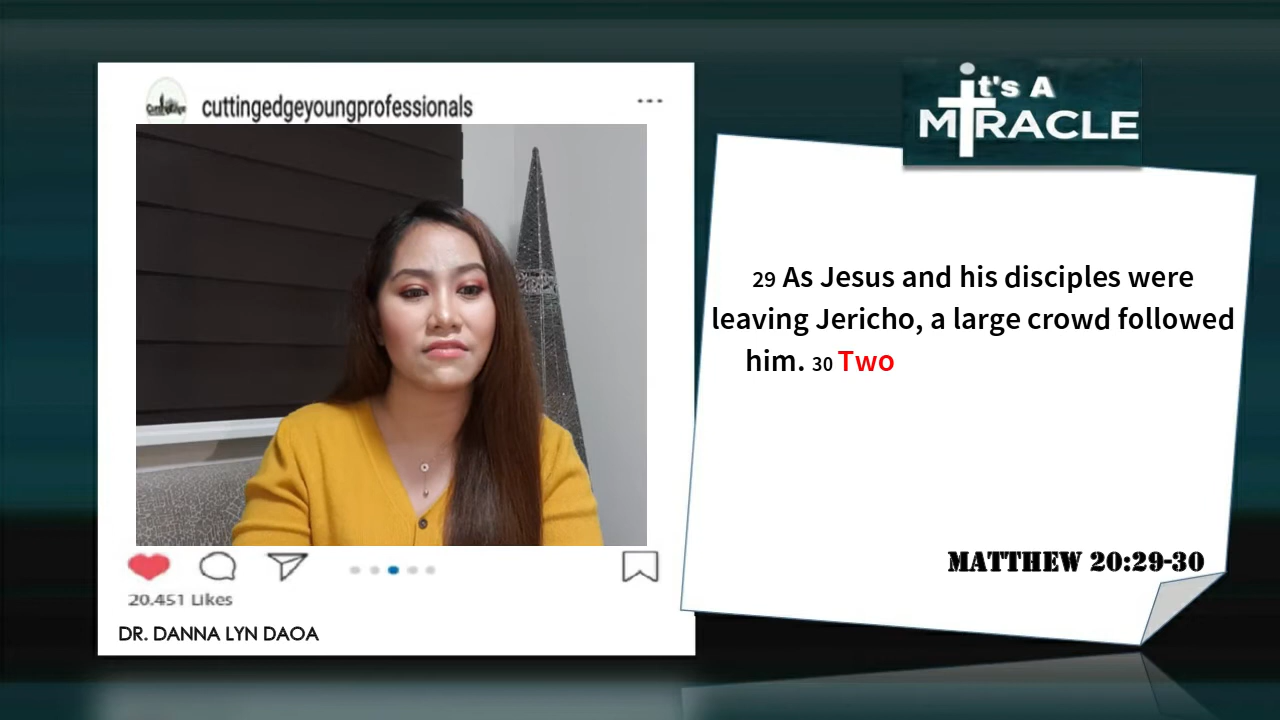 cuttingedgeyoungprofessionals
20.451 Likes
DR. DANNA LYN DAOA
it's A
MIRACLE
29 As Jesus and his disciples were
leaving Jericho, a large crowd followed
him. 30 Two
MATTHEW 20:29-30